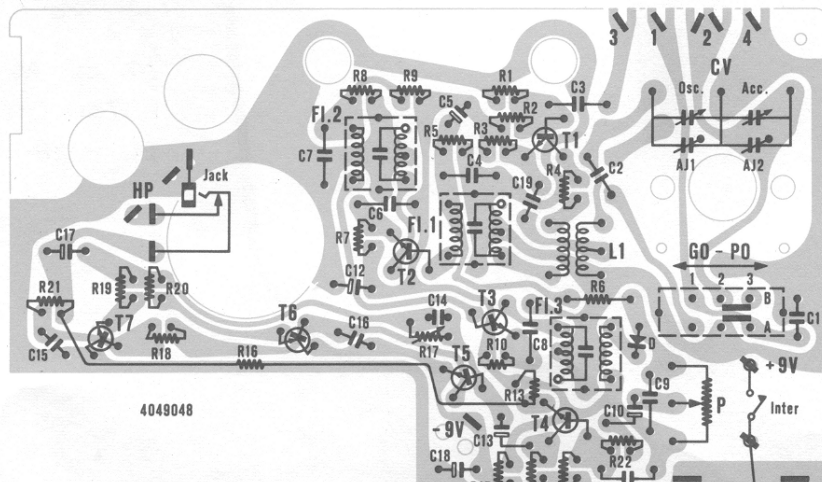 3 1 2 4
CV
Osc. Acc.
AJ1 AJ2
R8 R9 R1
C3
R2
C5
FI.2
R5 R3
T1
C7
C4
C2
R4
C19
HP
Jack
C6
FI.1
R7
T2
L1
C17
GO - PO
1 2 3
B
A
C1
C12
R6
R21
R19 R20
T7
T6
C14
T3
FI.3
C15
R18
C16
R17
R10
C8
D
R16
T5
R13
C9
+9V
P
Inter
4049048
-9V
C13
T4
C10
C18
R22